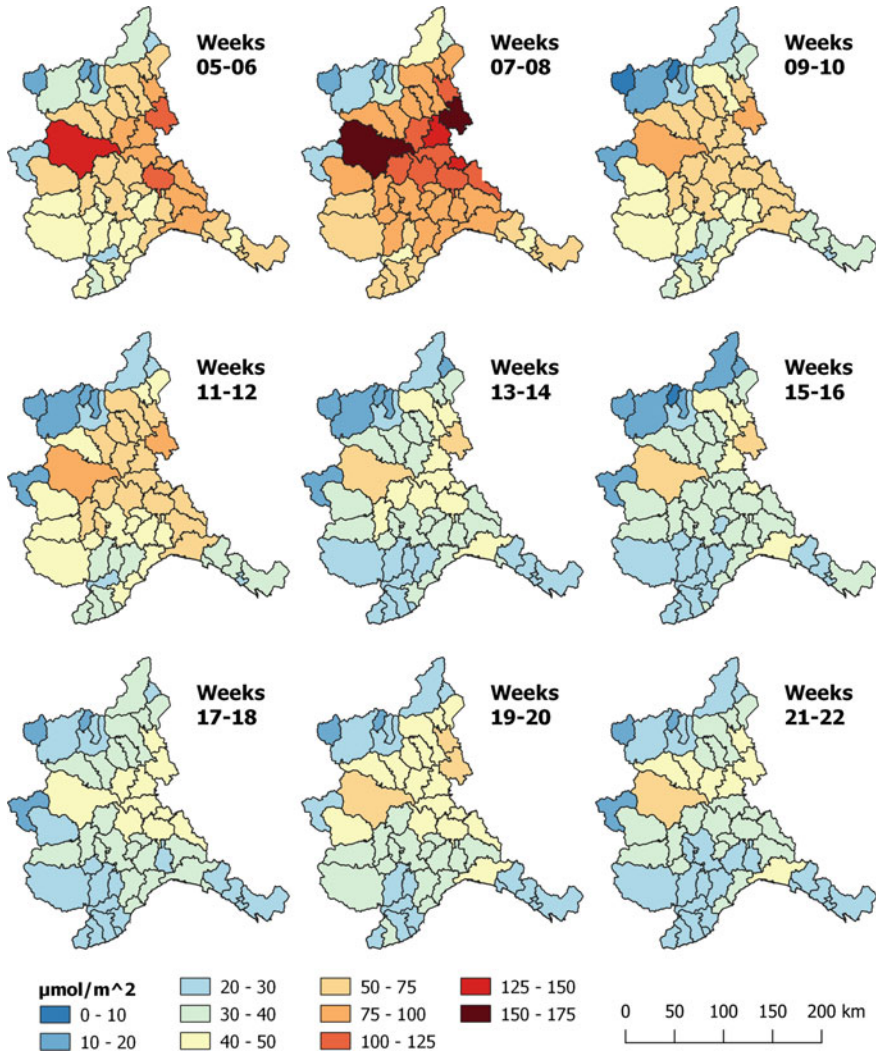 Weeks
05-06
Weeks
07-08
Weeks
09-10
Weeks
11-12
Weeks
13-14
Weeks
15-16
Weeks
17-18
Weeks
19-20
Weeks
21-22
µmol/m^2
0 - 10
10 - 20
20 - 30
30 - 40
40 - 50
50 - 75
75 - 100
100 - 125
125 - 150
150 - 175
0 50 100 150 200 km